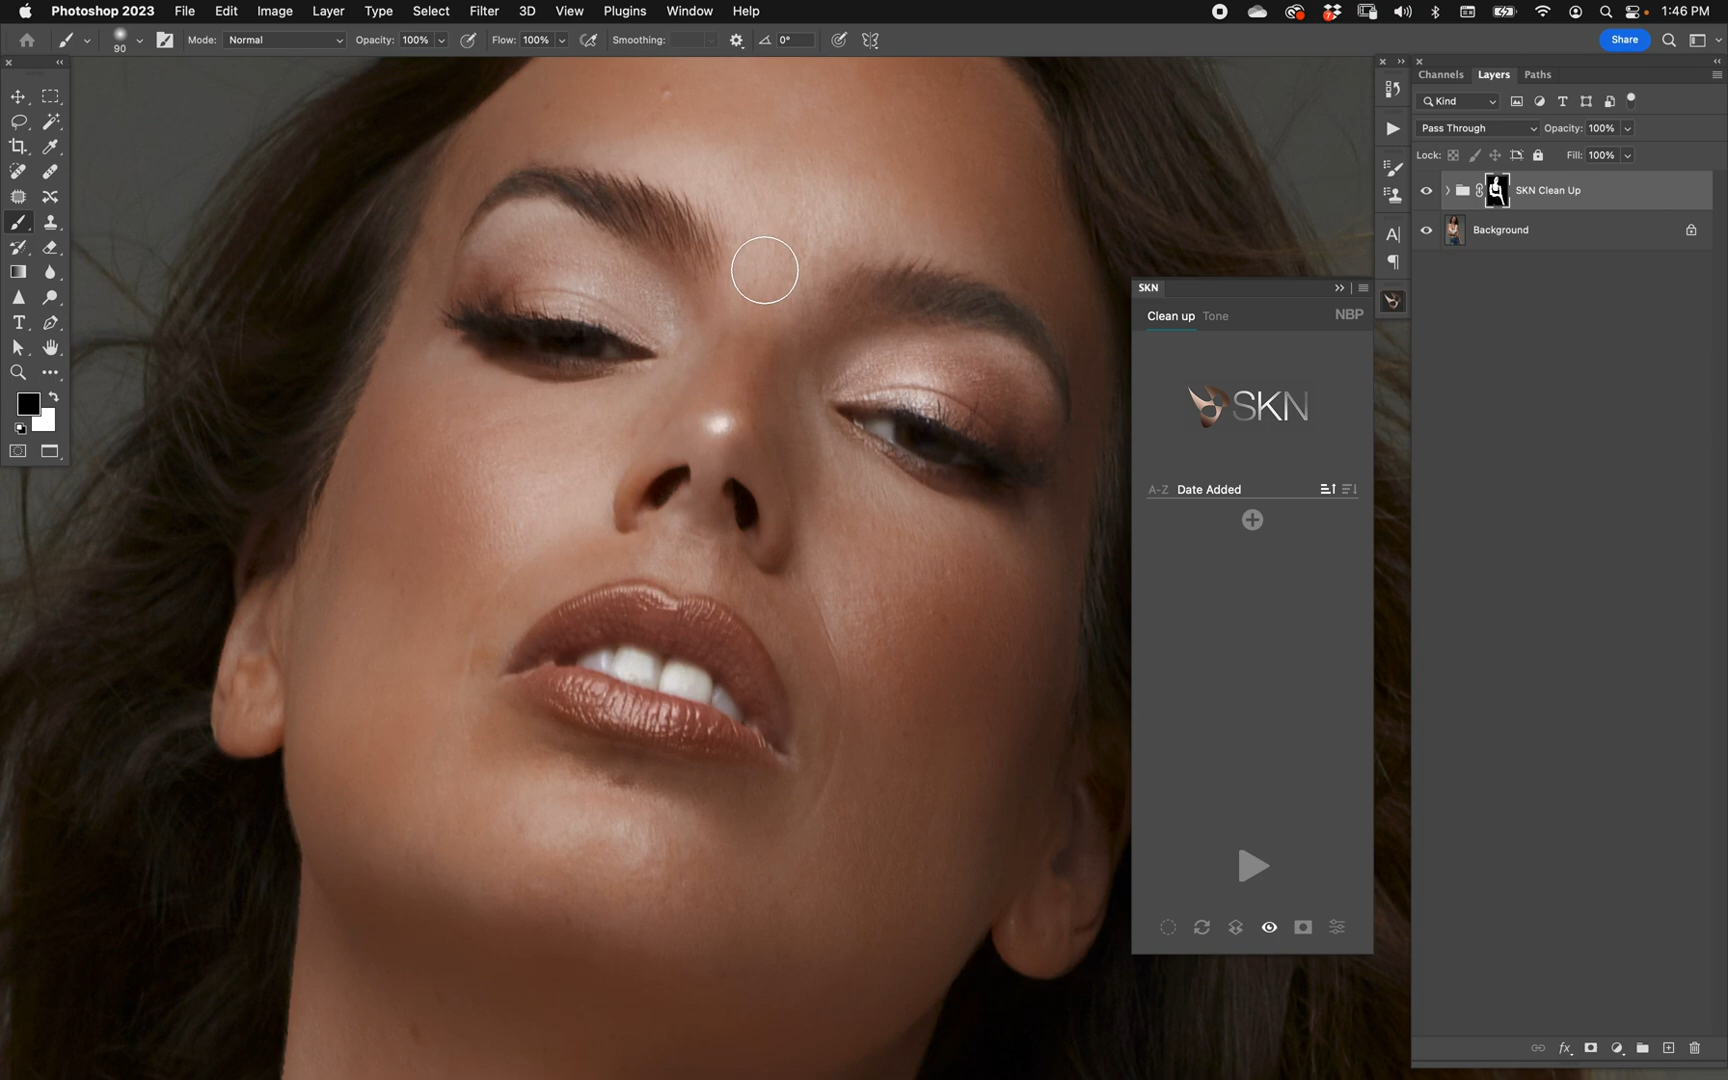 Photoshop 2023 File Edit Image Layer Type Select Filter 3D View Plugins Window Help 1:46 PM
90 Mode: Normal Opacity: 100% Flow: 100% Smoothing: 0° Share
Channels Layers Paths
Kind
Pass Through Opacity: 100%
Lock: Fill: 100%
SKN Clean Up
Background
SKN
Clean up Tone NBP
SKN
A-Z Date Added